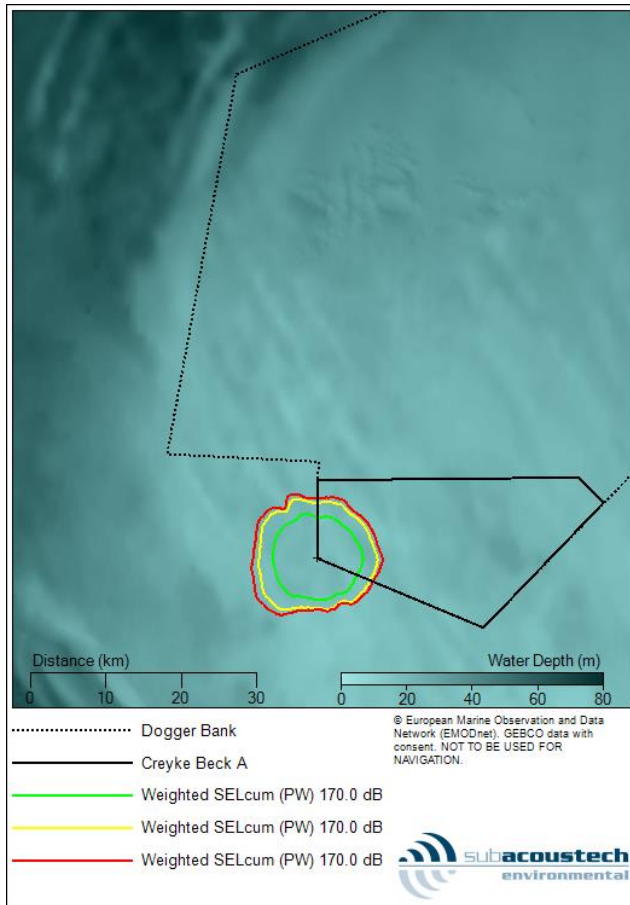 Distance (km)
0 10 20 30
Water Depth (m)
0 20 40 60 80
Dogger Bank
Creyke Beck A
Weighted SELcum (PW) 170.0 dB
Weighted SELcum (PW) 170.0 dB
Weighted SELcum (PW) 170.0 dB
© European Marine Observation and Data
Network (EMODnet). GEBCO data with
consent. NOT TO BE USED FOR
NAVIGATION.
subacoustech
environmental